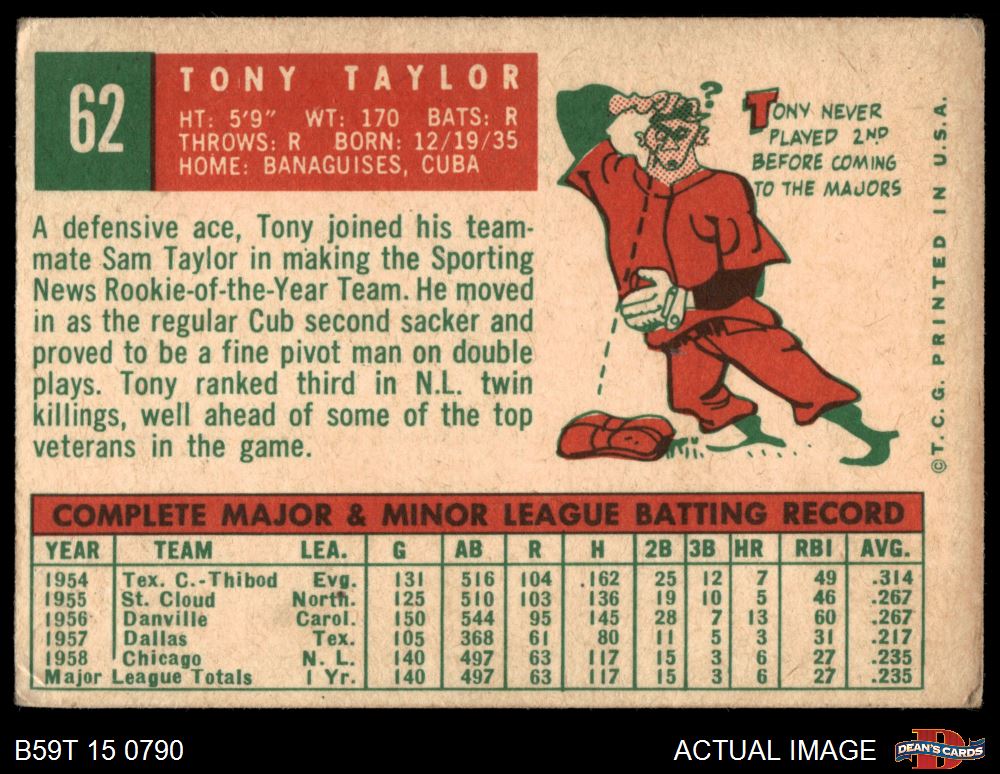 62
TONY TAYLOR
HT: 5'9" WT: 170 BATS: R
THROWS: R BORN: 12/19/35
HOME: BANAGUISES, CUBA
?
TONY NEVER
PLAYED 2ND
BEFORE COMING
TO THE MAJORS
A defensive ace, Tony joined his team-
mate Sam Taylor in making the Sporting
News Rookie-of-the-Year Team. He moved
in as the regular Cub second sacker and
proved to be a fine pivot man on double
plays. Tony ranked third in N.L. twin
killings, well ahead of some of the top
veterans in the game.
©T.C.G. PRINTED IN U.S.A.
COMPLETE MAJOR & MINOR LEAGUE BATTING RECORD
YEAR TEAM LEA. G AB R H 2B 3B HR RBI AVG.
1954 Tex. C.-Thibod Evg. 131 516 104 .162 25 12 7 49 .314
1955 St. Cloud North. 125 510 103 136 19 10 5 46 .267
1956 Danville Carol. 150 544 95 145 28 7 13 60 .267
1957 Dallas Tex. 105 368 61 80 11 5 3 31 .217
1958 Chicago N. L. 140 497 63 117 15 3 6 27 .235
Major League Totals 1 Yr. 140 497 63 117 15 3 6 27 .235
B59T 15 0790
ACTUAL IMAGE
D
DEAN'S CARDS